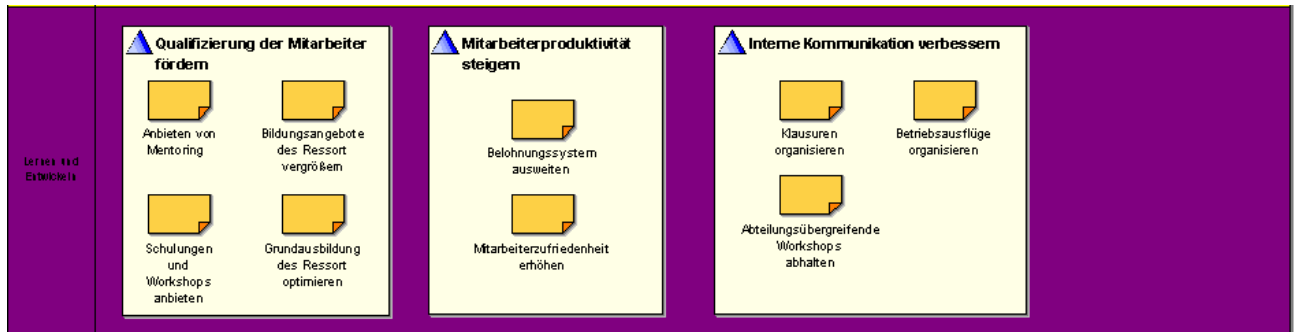 Lernen und
Entwickeln
Qualifizierung der Mitarbeiter
fördern
Anbieten von
Mentoring
Bildungsangebote
des Ressort
vergrößern
Schulungen
und
Workshops
anbieten
Grundausbildung
des Ressort
optimieren
Mitarbeiterproduktivität
steigern
Belohnungssystem
ausweiten
Mitarbeiterzufriedenheit
erhöhen
Interne Kommunikation verbessern
Klausuren
organisieren
Betriebsausflüge
organisieren
Abteilungsübergreifende
Workshops
abhalten